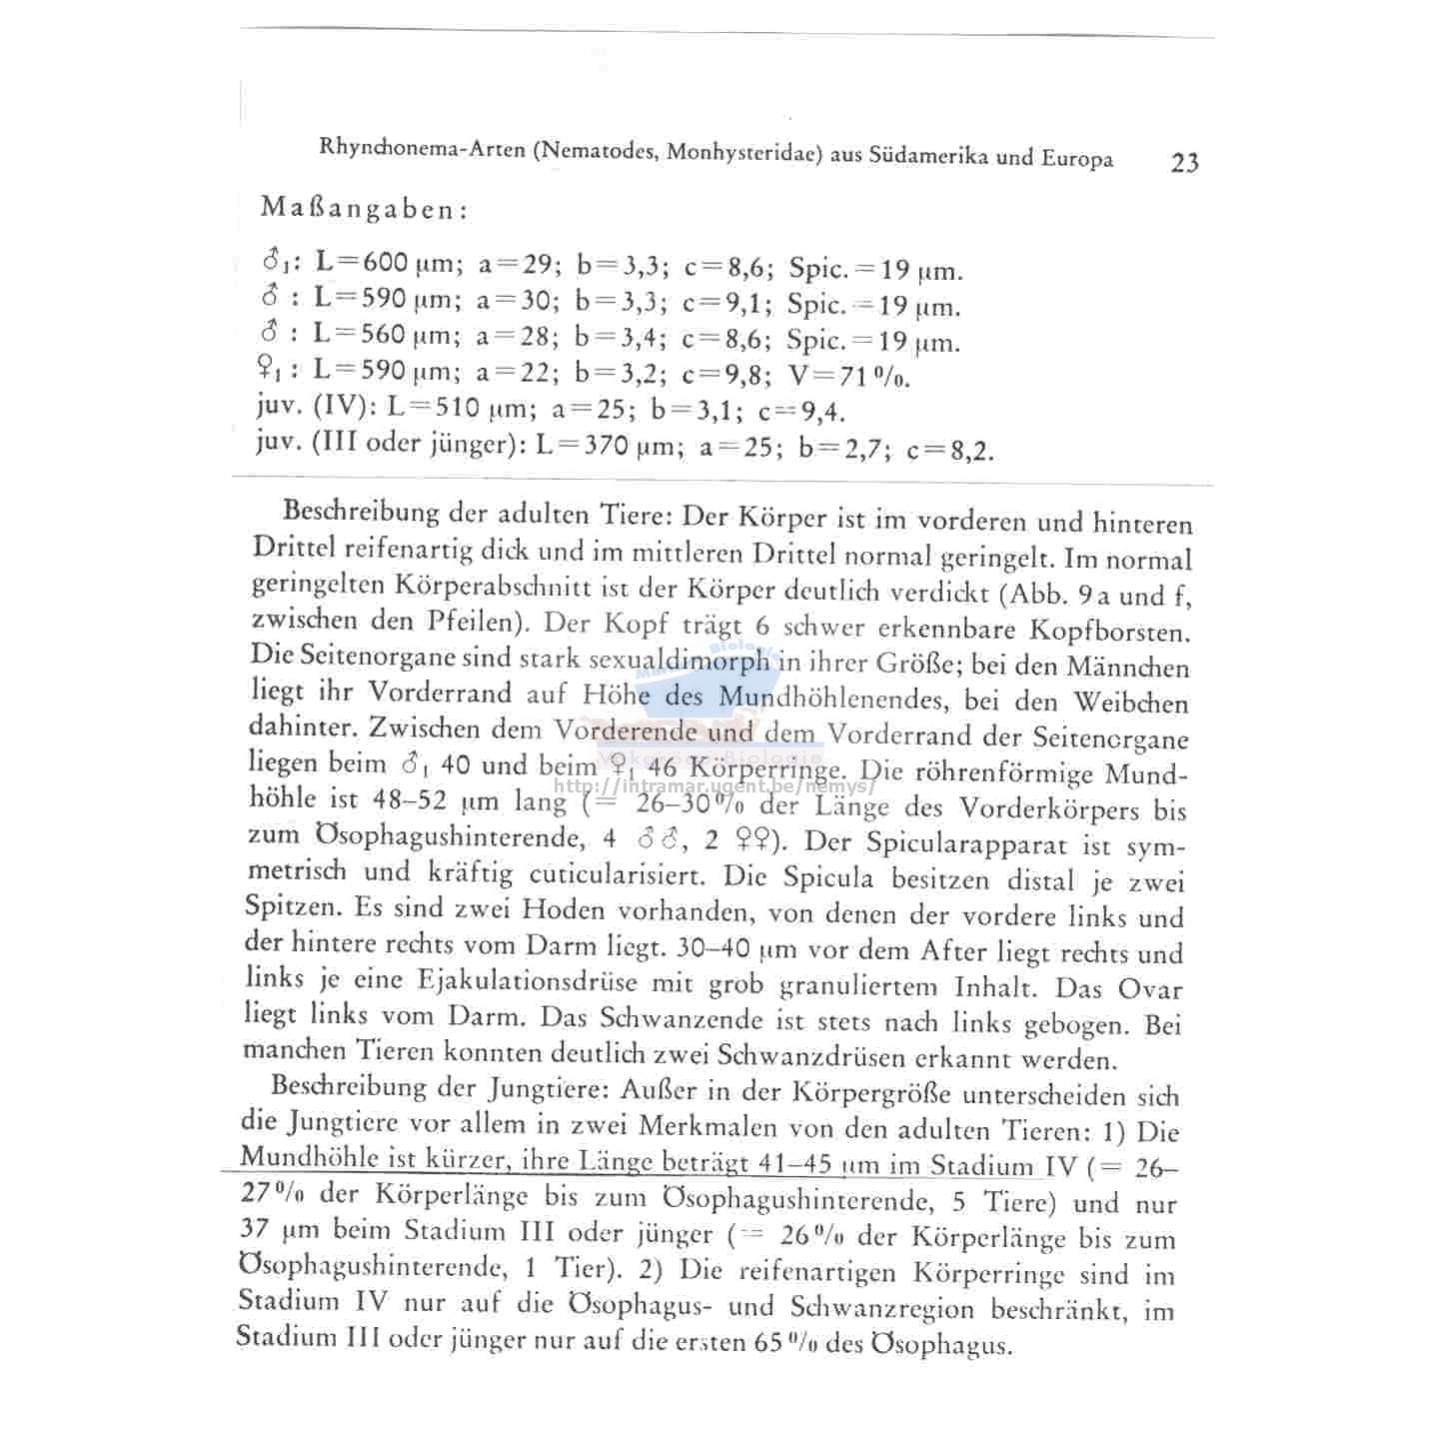 Rhynchonema-Arten (Nematodes, Monhysteridae) aus Südamerika und Europa 23
Maßangaben:
♂₁: L=600 µm; a=29; b=3,3; c=8,6; Spic.=19 µm.
♂ : L=590 µm; a=30; b=3,3; c=9,1; Spic.=19 µm.
♂ : L=560 µm; a=28; b=3,4; c=8,6; Spic.=19 µm.
♀₁: L=590 µm; a=22; b=3,2; c=9,8; V=71%.
juv. (IV): L=510 µm; a=25; b=3,1; c=9,4.
juv. (III oder jünger): L=370 µm; a=25; b=2,7; c=8,2.
Beschreibung der adulten Tiere: Der Körper ist im vorderen und hinteren
Drittel reifenartig dick und im mittleren Drittel normal geringelt. Im normal
geringelten Körperabschnitt ist der Körper deutlich verdickt (Abb. 9a und f,
zwischen den Pfeilen). Der Kopf trägt 6 schwer erkennbare Kopfborsten.
Die Seitenorgane sind stark sexualdimorph in ihrer Größe; bei den Männchen
liegt ihr Vorderrand auf Höhe des Mundhöhlenendes, bei den Weibchen
dahinter. Zwischen dem Vorderende und dem Vorderrand der Seitenorgane
liegen beim ♂₁ 40 und beim ♀₁ 46 Körperringe. Die röhrenförmige Mund-
http://intramar.ugent.be/nemys/
höhle ist 48–52 µm lang (= 26–30% der Länge des Vorderkörpers bis
zum Ösophagushinterende, 4 ♂♂, 2 ♀♀). Der Spicularapparat ist sym-
metrisch und kräftig cuticularisiert. Die Spicula besitzen distal je zwei
Spitzen. Es sind zwei Hoden vorhanden, von denen der vordere links und
der hintere rechts vom Darm liegt. 30–40 µm vor dem After liegt rechts und
links je eine Ejakulationsdrüse mit grob granuliertem Inhalt. Das Ovar
liegt links vom Darm. Das Schwanzende ist stets nach links gebogen. Bei
manchen Tieren konnten deutlich zwei Schwanzdrüsen erkannt werden.
Beschreibung der Jungtiere: Außer in der Körpergröße unterscheiden sich
die Jungtiere vor allem in zwei Merkmalen von den adulten Tieren: 1) Die
Mundhöhle ist kürzer, ihre Länge beträgt 41–45 µm im Stadium IV (= 26–
27% der Körperlänge bis zum Ösophagushinterende, 5 Tiere) und nur
37 µm beim Stadium III oder jünger (= 26% der Körperlänge bis zum
Ösophagushinterende, 1 Tier). 2) Die reifenartigen Körperringe sind im
Stadium IV nur auf die Ösophagus- und Schwanzregion beschränkt, im
Stadium III oder jünger nur auf die ersten 65% des Ösophagus.